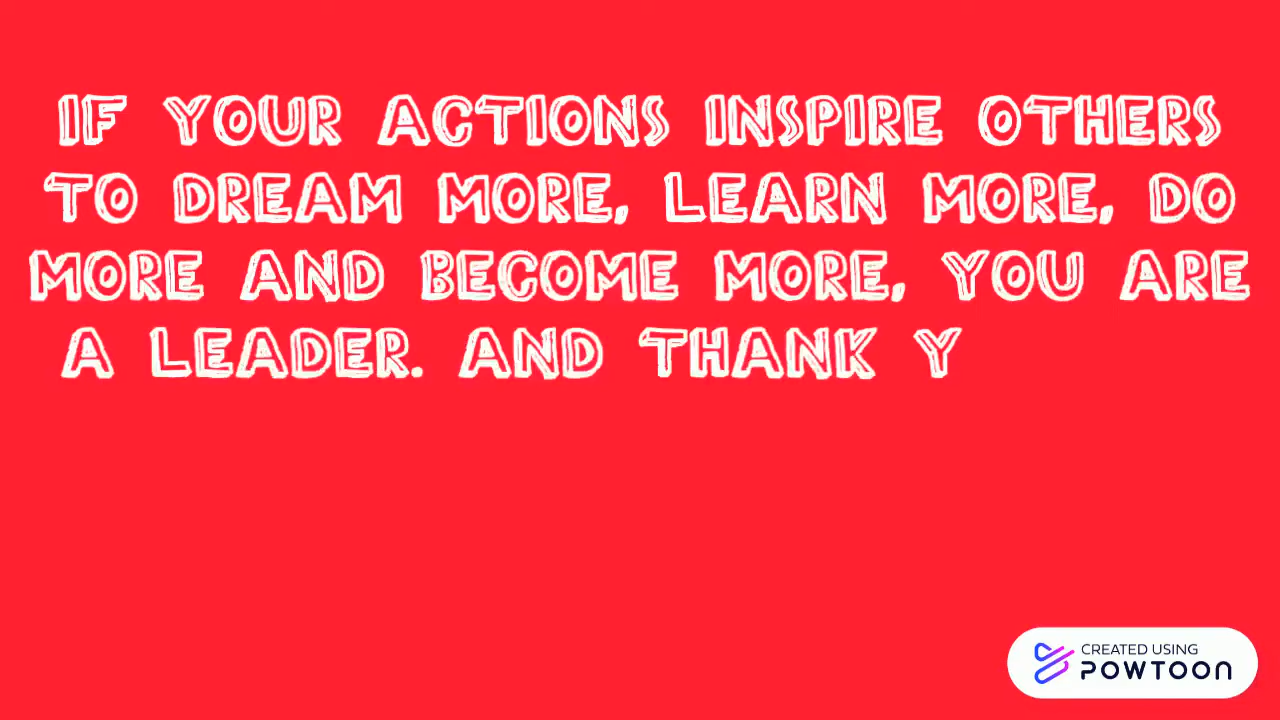 IF YOUR ACTIONS INSPIRE OTHERS
TO DREAM MORE, LEARN MORE, DO
MORE AND BECOME MORE, YOU ARE
A LEADER. AND THANK Y
CREATED USING
POWTOON